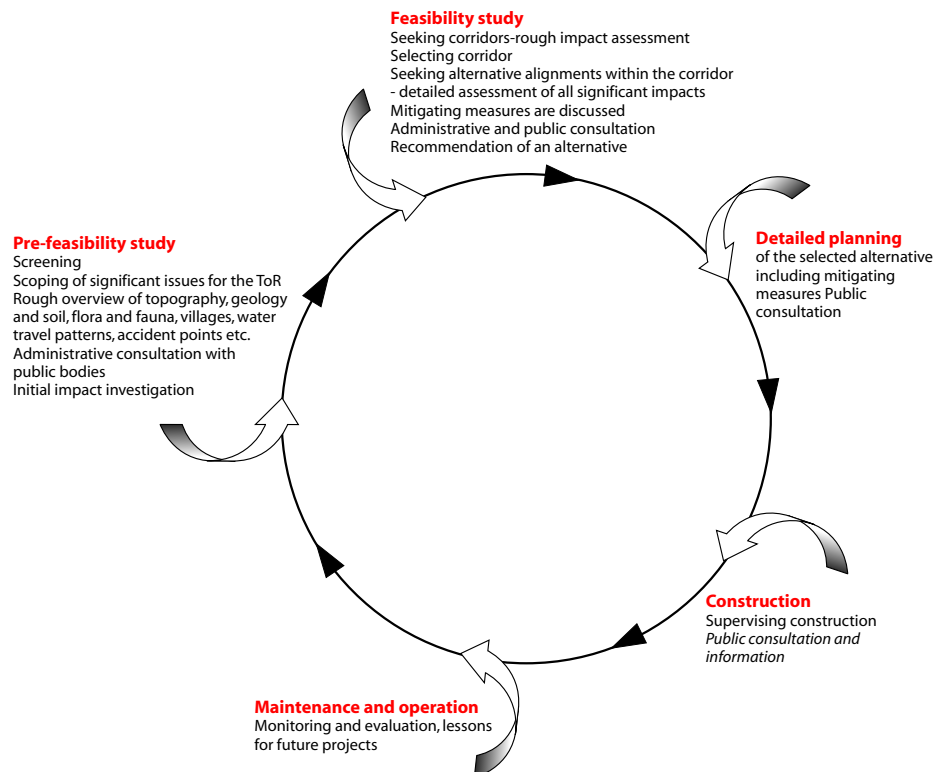 Feasibility study
Seeking corridors-rough impact assessment
Selecting corridor
Seeking alternative alignments within the corridor
- detailed assessment of all significant impacts
Mitigating measures are discussed
Administrative and public consultation
Recommendation of an alternative
Pre-feasibility study
Screening
Scoping of significant issues for the ToR
Rough overview of topography, geology
and soil, flora and fauna, villages, water
travel patterns, accident points etc.
Administrative consultation with
public bodies
Initial impact investigation
Detailed planning
of the selected alternative
including mitigating
measures Public
consultation
Construction
Supervising construction
Public consultation and
information
Maintenance and operation
Monitoring and evaluation, lessons
for future projects